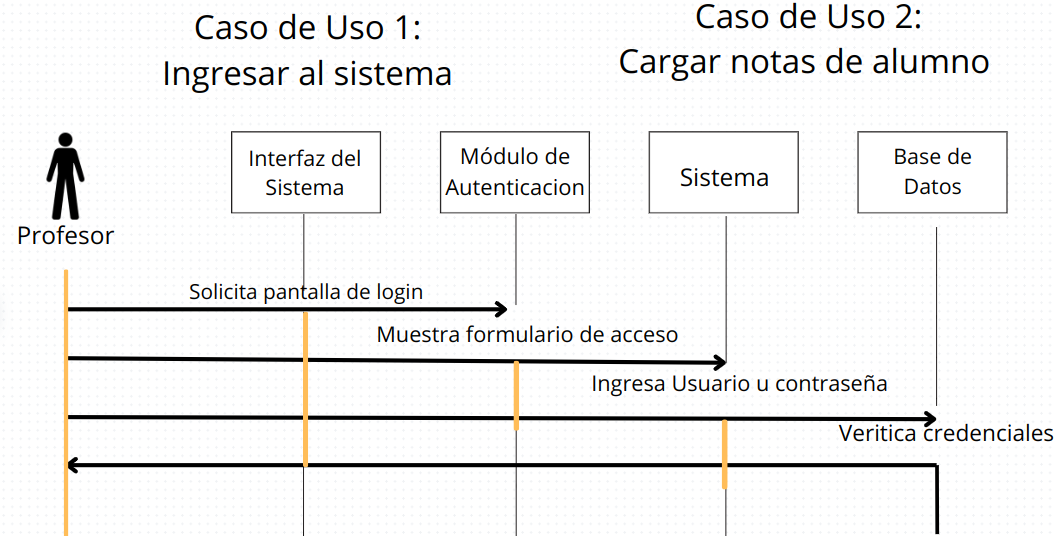 Caso de Uso 1:
Ingresar al sistema
Caso de Uso 2:
Cargar notas de alumno
Profesor
Interfaz del
Sistema
Módulo de
Autenticacion
Sistema
Base de
Datos
Solicita pantalla de login
Muestra formulario de acceso
Ingresa Usuario u contraseña
Veritica credenciales